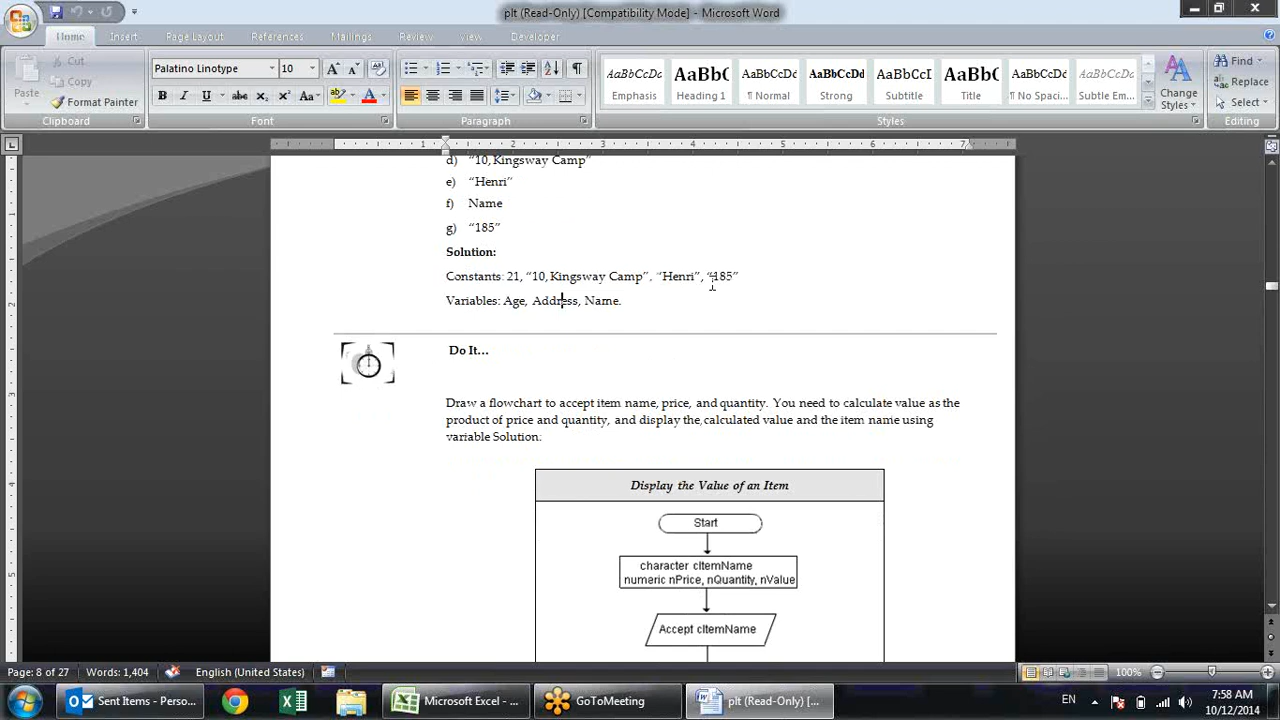 plt (Read-Only) [Compatibility Mode] - Microsoft Word
Home Insert Page Layout References Mailings Review View Developer
Paste
Cut
Copy
Format Painter
Clipboard
Palatino Linotype 10
Font
Paragraph
AaBbCcDc AaBbC AaBbCcDc AaBbCcDd AaBbCcI AaBbC AaBbCcDc AaBbCcDc
Emphasis Heading 1 ¶ Normal Strong Subtitle Title ¶ No Spaci... Subtle Em...
Change Styles
Styles
Find
Replace
Select
Editing
d) “10, Kingsway Camp”
e) “Henri”
f) Name
g) “185”
Solution:
Constants: 21, “10, Kingsway Camp”, “Henri”, “185”
Variables: Age, Address, Name.
Do It...
Draw a flowchart to accept item name, price, and quantity. You need to calculate value as the
product of price and quantity, and display the calculated value and the item name using
variable Solution:
Display the Value of an Item
Start
character cItemName
numeric nPrice, nQuantity, nValue
Accept cItemName
Page: 8 of 27 Words: 1,404 English (United States) 100%
Sent Items - Perso... Microsoft Excel - ... GoToMeeting plt (Read-Only) [... EN 7:58 AM
10/12/2014